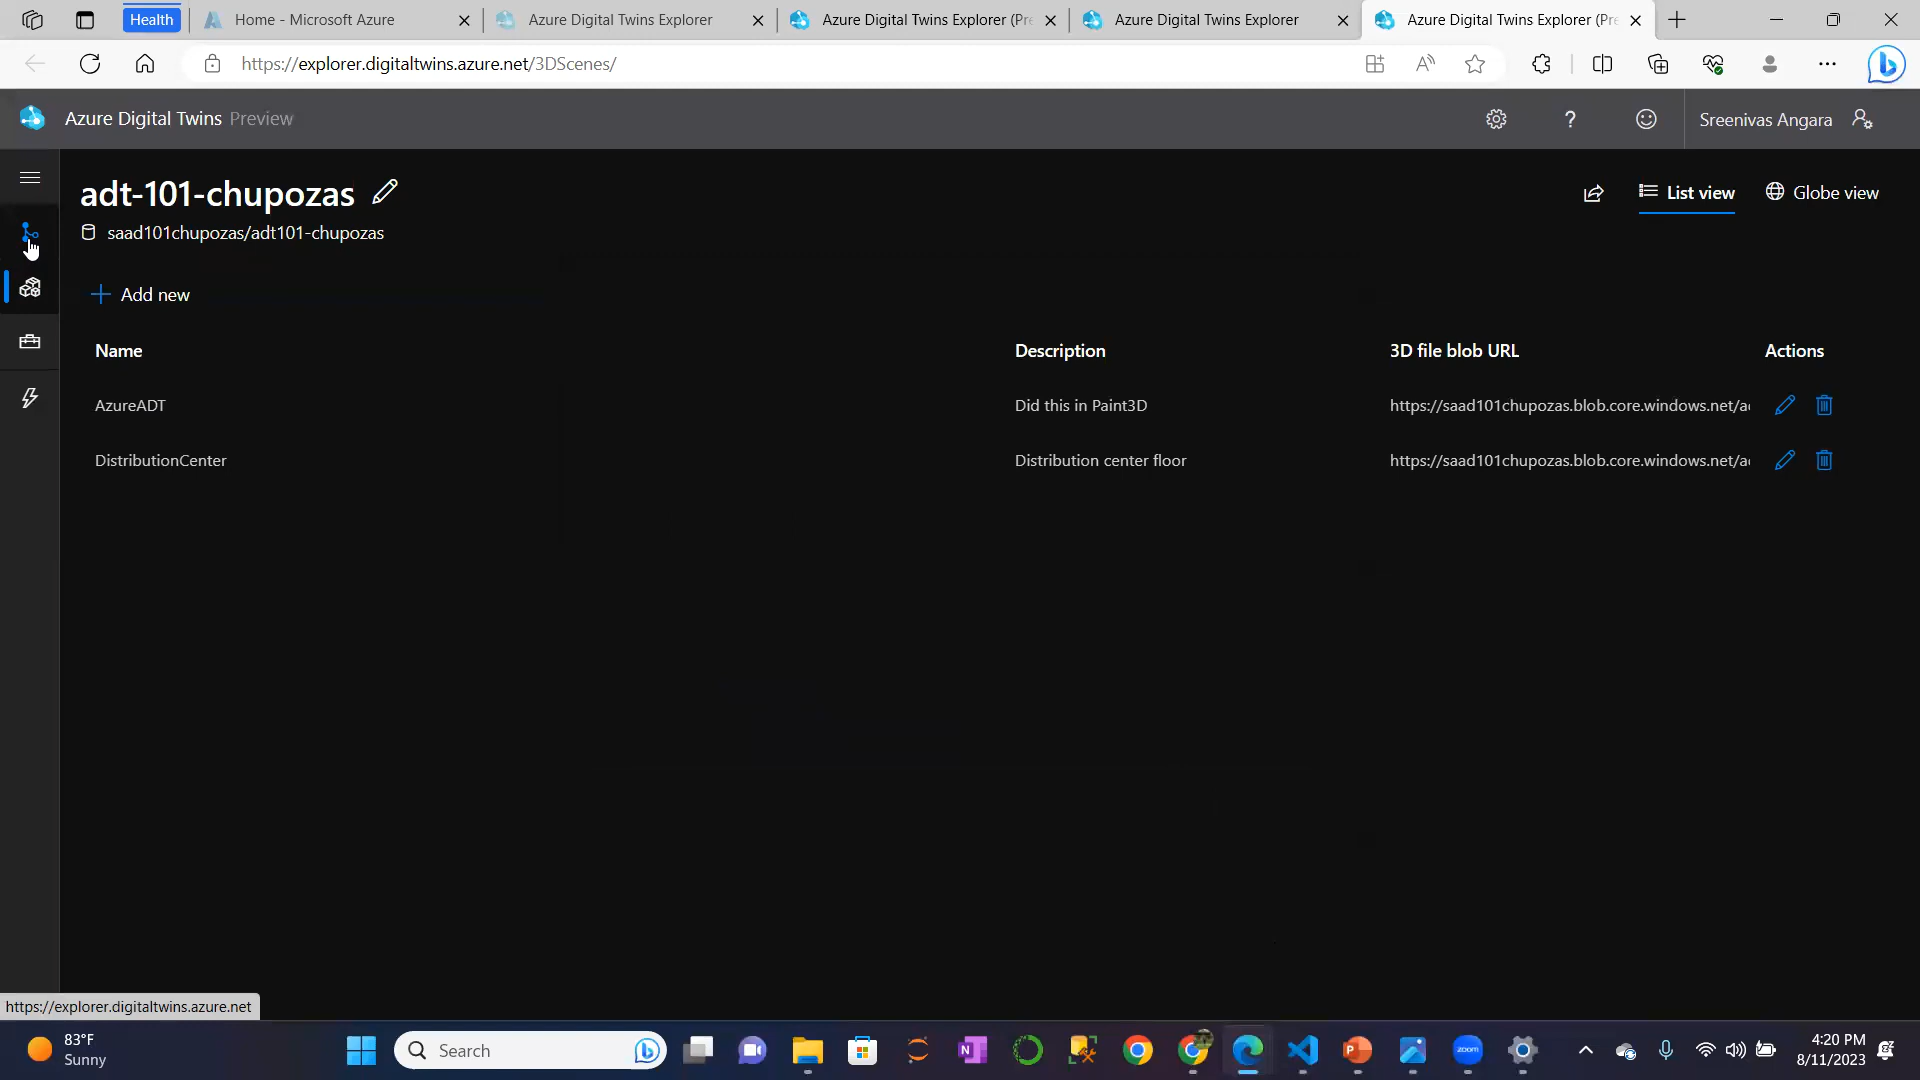 Health
Home - Microsoft Azure
Azure Digital Twins Explorer
Azure Digital Twins Explorer (Pre
Azure Digital Twins Explorer
Azure Digital Twins Explorer (Pre
https://explorer.digitaltwins.azure.net/3DScenes/
Azure Digital Twins Preview
Sreenivas Angara
adt-101-chupozas
List view
Globe view
saad101chupozas/adt101-chupozas
Add new
Name
Description
3D file blob URL
Actions
AzureADT
Did this in Paint3D
https://saad101chupozas.blob.core.windows.net/a
DistributionCenter
Distribution center floor
https://saad101chupozas.blob.core.windows.net/a
https://explorer.digitaltwins.azure.net
83°F
Sunny
Search
zoom
4:20 PM
8/11/2023